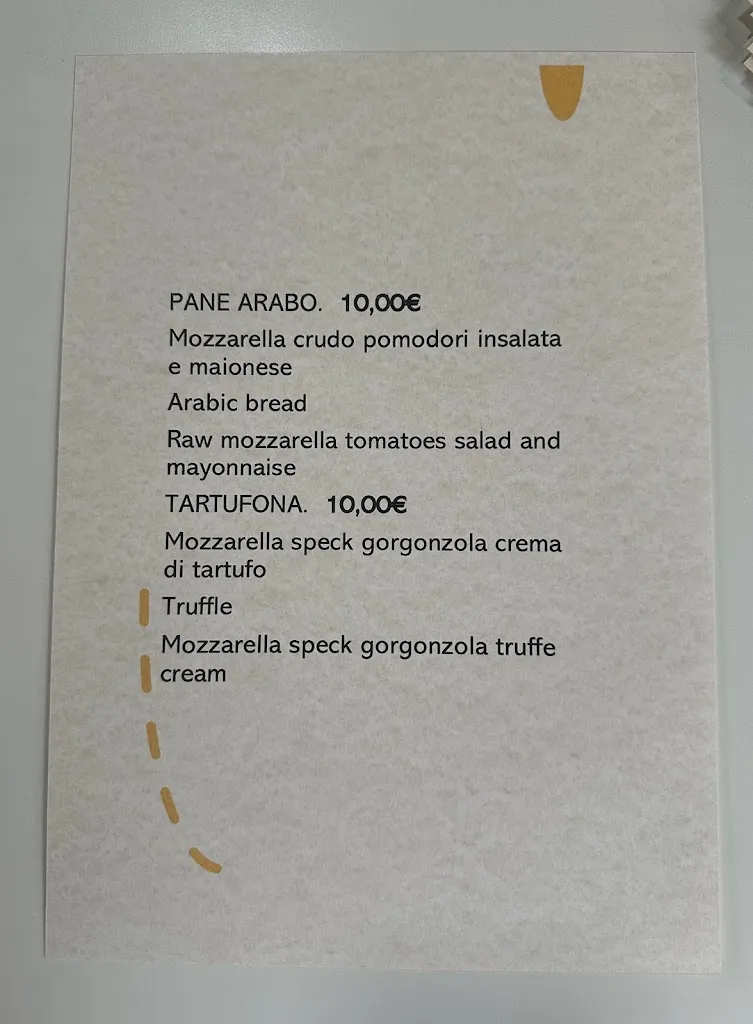 PANE ARABO. 10,00€
Mozzarella crudo pomodori insalata
e maionese
Arabic bread
Raw mozzarella tomatoes salad and
mayonnaise
TARTUFONA. 10,00€
Mozzarella speck gorgonzola crema
di tartufo
Truffle
Mozzarella speck gorgonzola truffe
cream